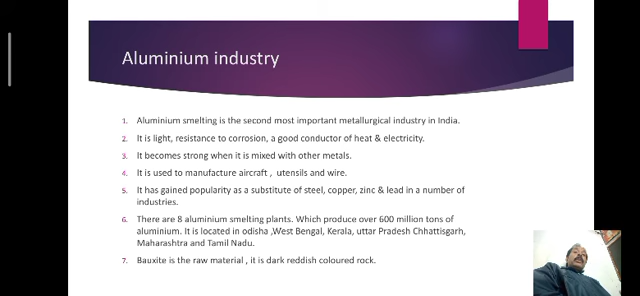 Aluminium industry
1. Aluminium smelting is the second most important metallurgical industry in India.
2. It is light, resistance to corrosion, a good conductor of heat & electricity.
3. It becomes strong when it is mixed with other metals.
4. It is used to manufacture aircraft , utensils and wire.
5. It has gained popularity as a substitute of steel, copper, zinc & lead in a number of
industries.
6. There are 8 aluminium smelting plants. Which produce over 600 million tons of
aluminium. It is located in odisha ,West Bengal, Kerala, uttar Pradesh Chhattisgarh,
Maharashtra and Tamil Nadu.
7. Bauxite is the raw material , it is dark reddish coloured rock.